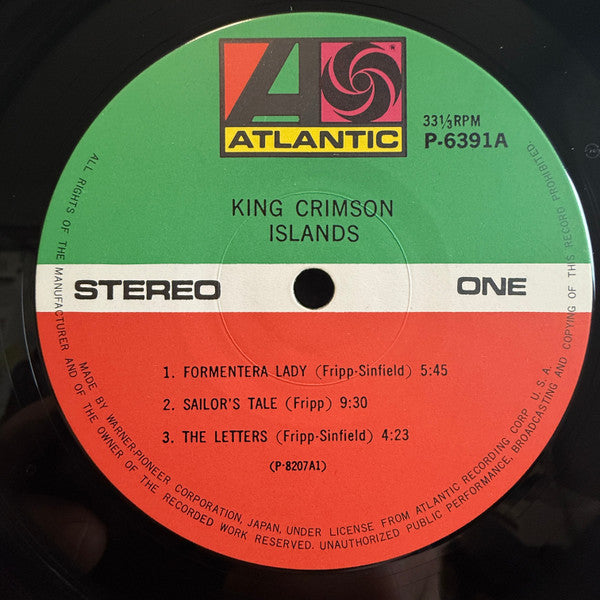 ATLANTIC
33⅓RPM
P-6391A
KING CRIMSON
ISLANDS
STEREO
ONE
1. FORMENTERA LADY (Fripp-Sinfield) 5:45
2. SAILOR'S TALE (Fripp) 9:30
3. THE LETTERS (Fripp-Sinfield) 4:23
(P-8207A1)
ALL RIGHTS OF THE MANUFACTURER AND OF THE OWNER OF THE RECORDED WORK RESERVED. UNAUTHORIZED PUBLIC PERFORMANCE, BROADCASTING AND COPYING OF THIS RECORD PROHIBITED.
MADE BY WARNER-PIONEER CORPORATION, JAPAN, UNDER LICENSE FROM ATLANTIC RECORDING CORP. U.S.A.